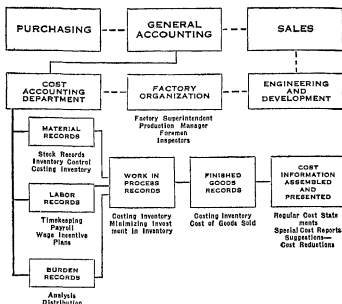 PURCHASING
GENERAL
ACCOUNTING
SALES
COST
ACCOUNTING
DEPARTMENT
FACTORY
ORGANIZATION
ENGINEERING
AND
DEVELOPMENT
Factory Superintendent
Production Manager
Foremen
Inspectors
MATERIAL
RECORDS
Stock Records
Inventory Control
Costing Inventory
LABOR
RECORDS
Timekeeping
Payroll
Wage Incentive
Plans
BURDEN
RECORDS
Analysis
Distribution
WORK IN
PROCESS
RECORDS
Costing Inventory
Minimizing Invest
ment in Inventory
FINISHED
GOODS
RECORDS
Costing Inventory
Cost of Goods Sold
COST
INFORMATION
ASSEMBLED
AND
PRESENTED
Regular Cost State
ments
Special Cost Reports
Suggestions—
Cost Reductions